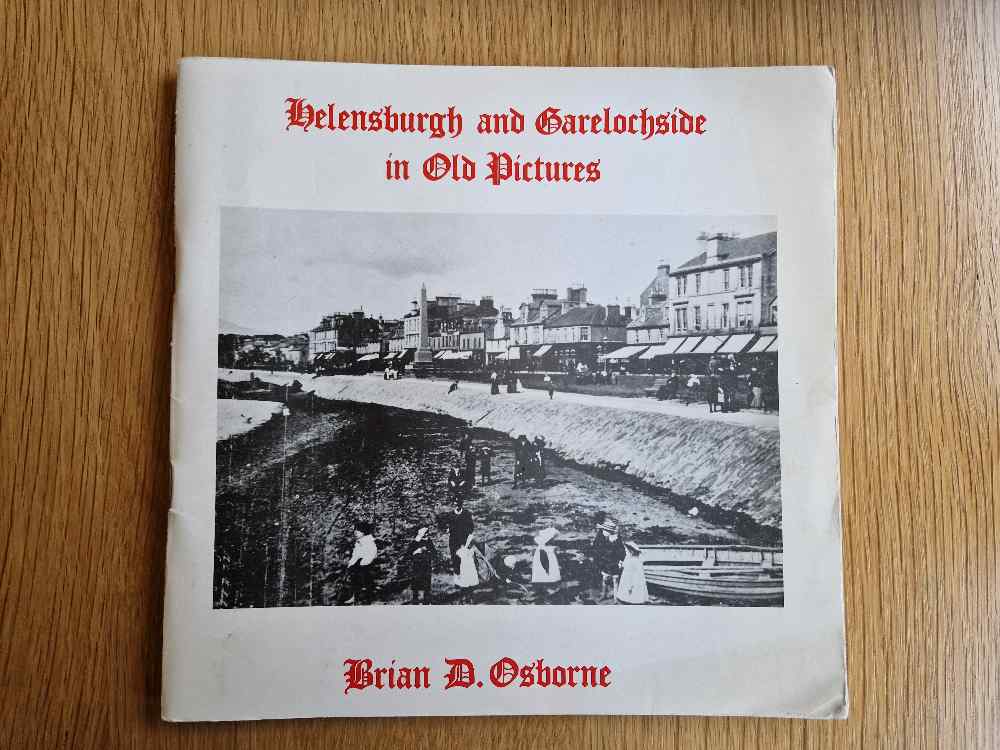 Helensburgh and Garelochside
in Old Pictures
Brian D. Osborne